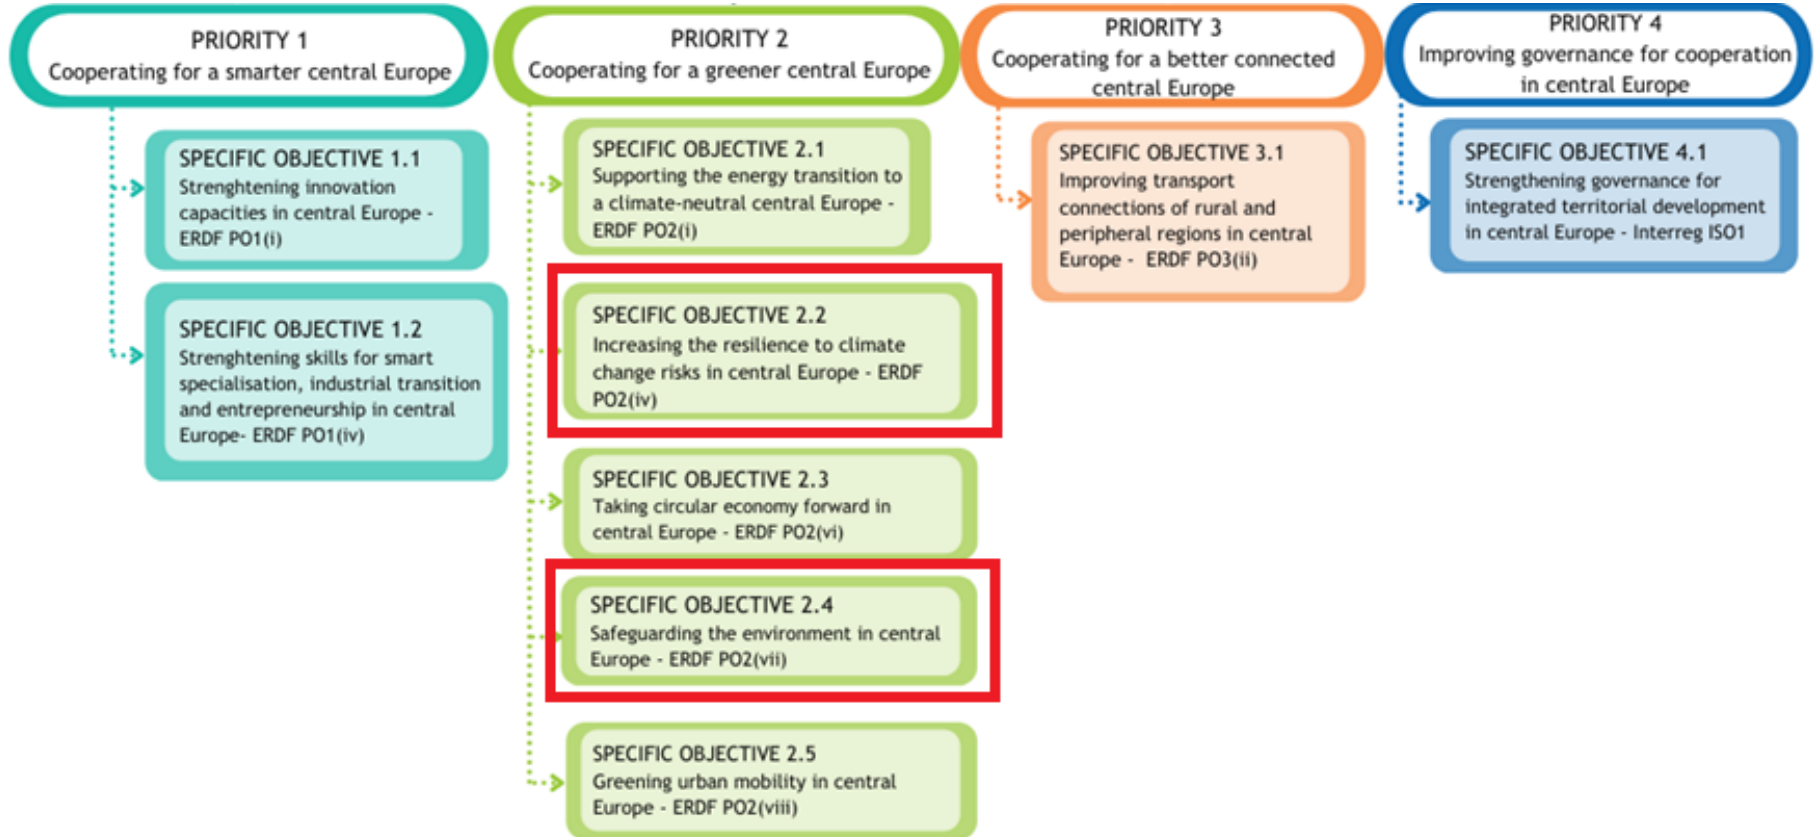 PRIORITY 1
Cooperating for a smarter central Europe
SPECIFIC OBJECTIVE 1.1
Strenghtening innovation
capacities in central Europe -
ERDF PO1(i)
SPECIFIC OBJECTIVE 1.2
Strenghtening skills for smart
specialisation, industrial transition
and entrepreneurship in central
Europe- ERDF PO1(iv)
PRIORITY 2
Cooperating for a greener central Europe
SPECIFIC OBJECTIVE 2.1
Supporting the energy transition to
a climate-neutral central Europe -
ERDF PO2(i)
SPECIFIC OBJECTIVE 2.2
Increasing the resilience to climate
change risks in central Europe - ERDF
PO2(iv)
SPECIFIC OBJECTIVE 2.3
Taking circular economy forward in
central Europe - ERDF PO2(vi)
SPECIFIC OBJECTIVE 2.4
Safeguarding the environment in central
Europe - ERDF PO2(vii)
SPECIFIC OBJECTIVE 2.5
Greening urban mobility in central
Europe - ERDF PO2(viii)
PRIORITY 3
Cooperating for a better connected
central Europe
SPECIFIC OBJECTIVE 3.1
Improving transport
connections of rural and
peripheral regions in central
Europe - ERDF PO3(ii)
PRIORITY 4
Improving governance for cooperation
in central Europe
SPECIFIC OBJECTIVE 4.1
Strengthening governance for
integrated territorial development
in central Europe - Interreg ISO1